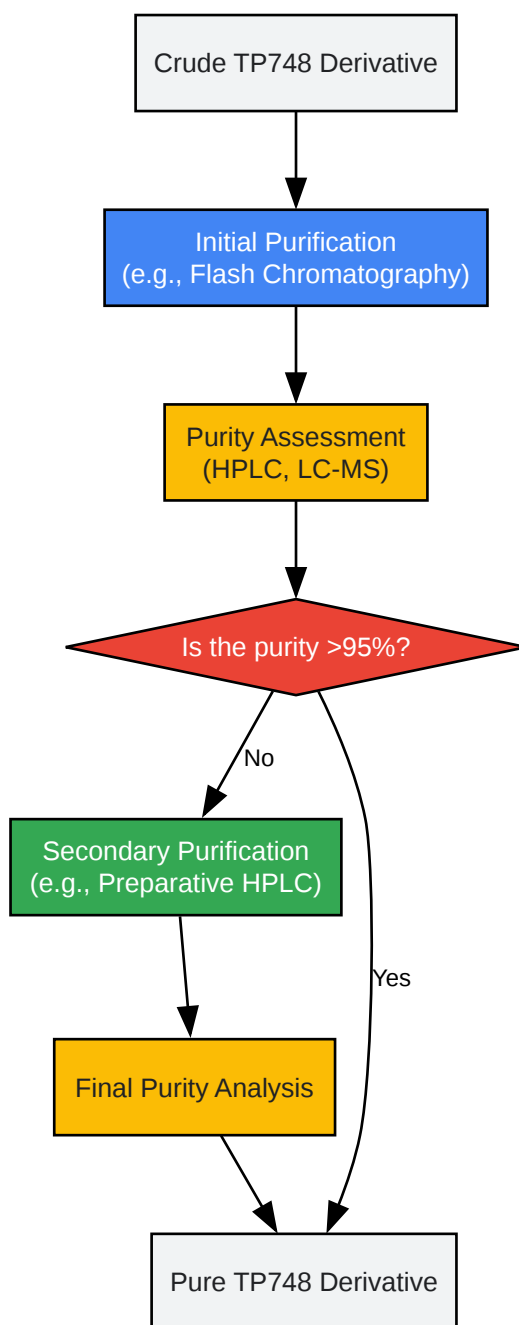 Crude TP748 Derivative
Initial Purification
(e.g., Flash Chromatography)
Purity Assessment
(HPLC, LC-MS)
Is the purity >95%?
No
Secondary Purification
(e.g., Preparative HPLC)
Yes
Final Purity Analysis
Pure TP748 Derivative